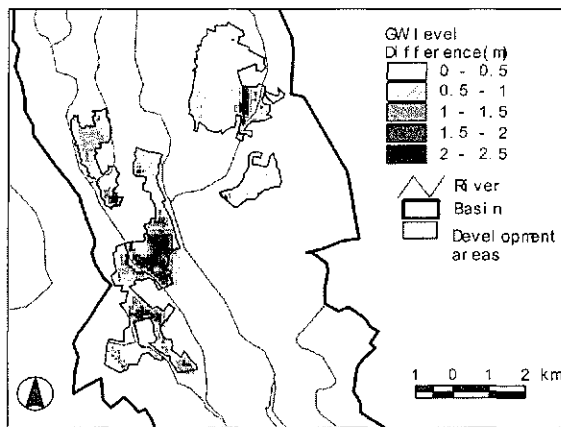 GW level
Difference(m)
0 - 0.5
0.5 - 1
1 - 1.5
1.5 - 2
2 - 2.5
River
Basin
Development
areas
1 0 1 2 km